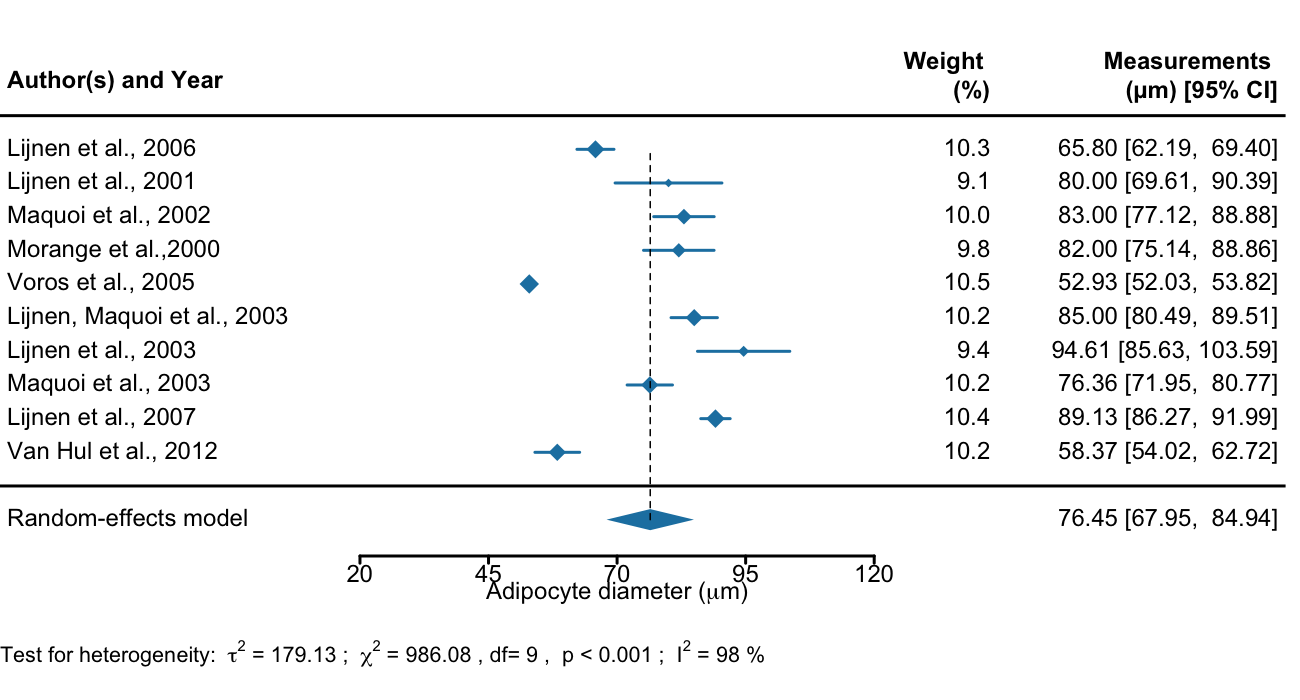 Author(s) and Year Weight (%) Measurements (µm) [95% CI]
Lijnen et al., 2006 10.3 65.80 [62.19, 69.40]
Lijnen et al., 2001 9.1 80.00 [69.61, 90.39]
Maquoi et al., 2002 10.0 83.00 [77.12, 88.88]
Morange et al.,2000 9.8 82.00 [75.14, 88.86]
Voros et al., 2005 10.5 52.93 [52.03, 53.82]
Lijnen, Maquoi et al., 2003 10.2 85.00 [80.49, 89.51]
Lijnen et al., 2003 9.4 94.61 [85.63, 103.59]
Maquoi et al., 2003 10.2 76.36 [71.95, 80.77]
Lijnen et al., 2007 10.4 89.13 [86.27, 91.99]
Van Hul et al., 2012 10.2 58.37 [54.02, 62.72]
Random-effects model 76.45 [67.95, 84.94]
20 45 70 95 120
Adipocyte diameter (µm)
Test for heterogeneity: τ² = 179.13 ; χ² = 986.08 , df= 9 , p < 0.001 ; I² = 98 %